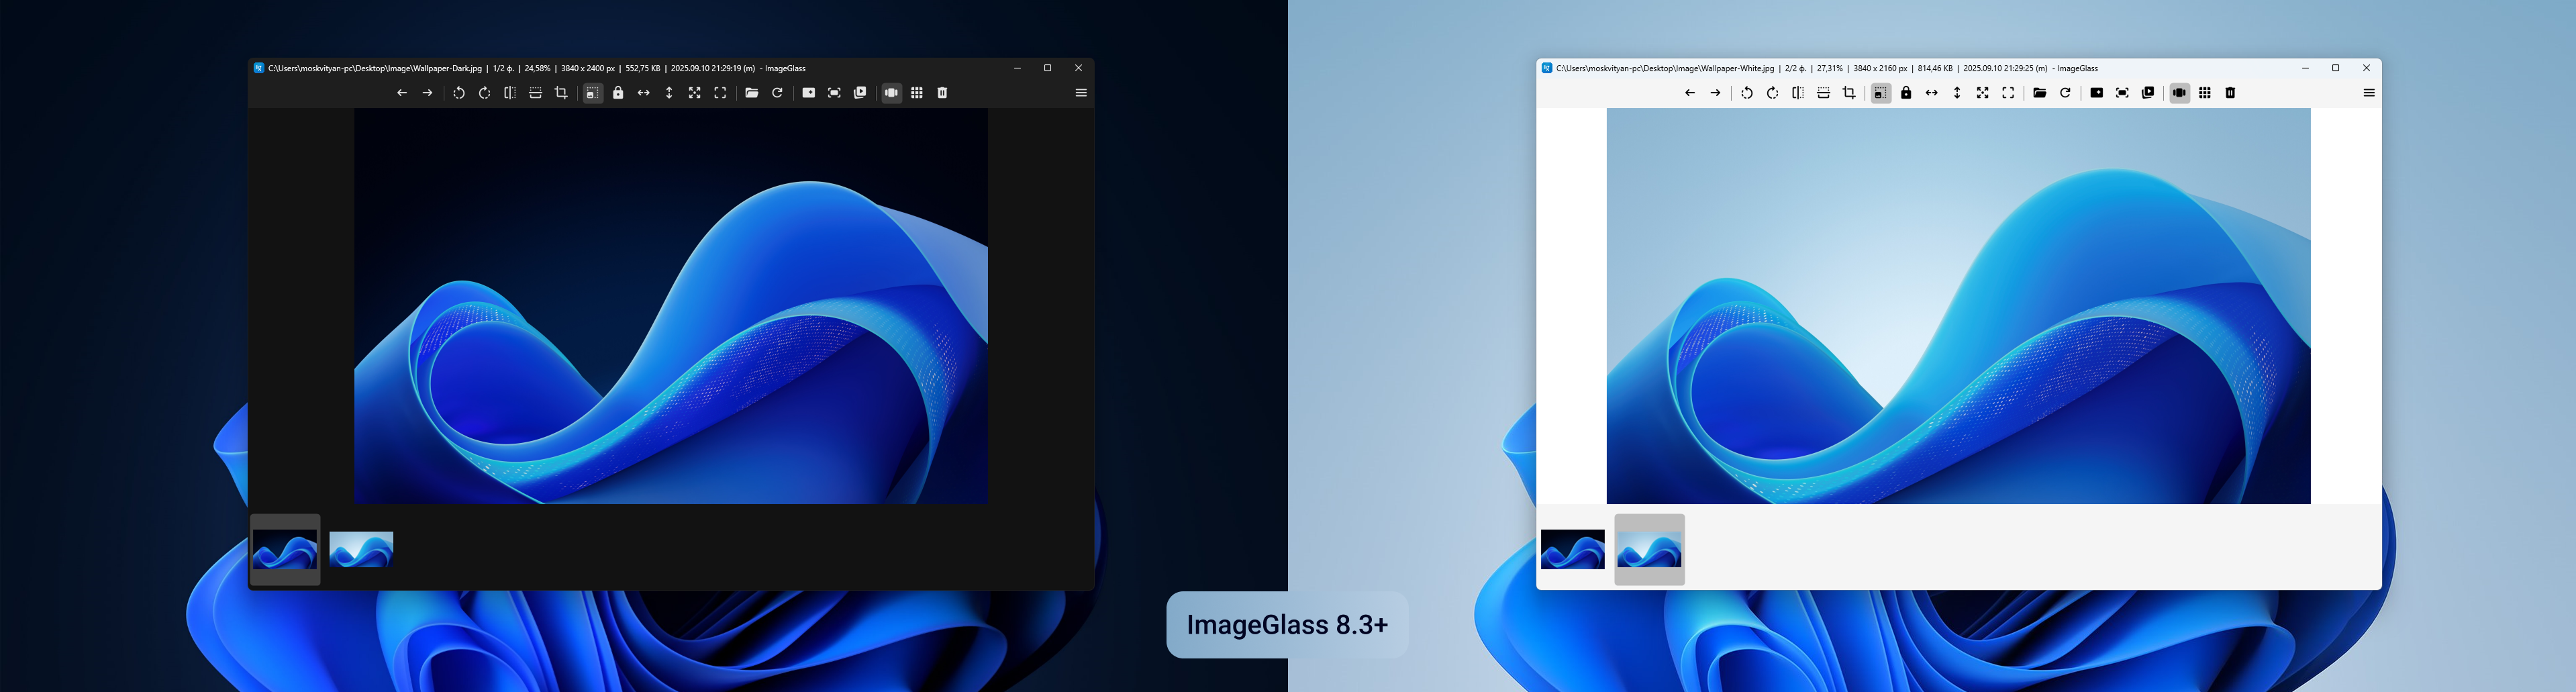 C:\Users\moskvityan-pc\Desktop\Image\Wallpaper-Dark.jpg | 1/2 ф. | 24,58% | 3840 x 2400 px | 552,75 KB | 2025.09.10 21:29:19 (m) - ImageGlass
C:\Users\moskvityan-pc\Desktop\Image\Wallpaper-White.jpg | 2/2 ф. | 27,31% | 3840 x 2160 px | 814,46 KB | 2025.09.10 21:29:25 (m) - ImageGlass
ImageGlass 8.3+